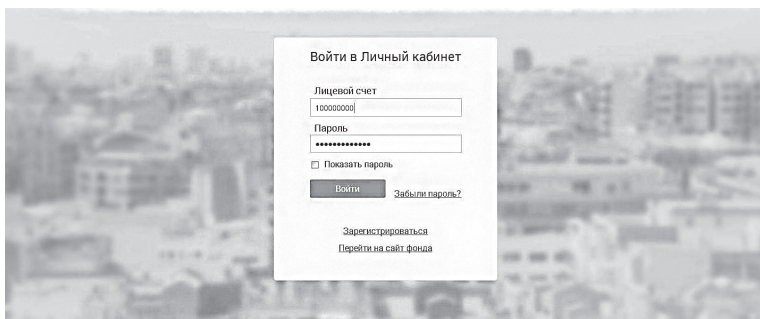 Войти в Личный кабинет
Лицевой счет
100000000
Пароль
•••••••••••••
Показать пароль
Войти
Забыли пароль?
Зарегистрироваться
Перейти на сайт фонда